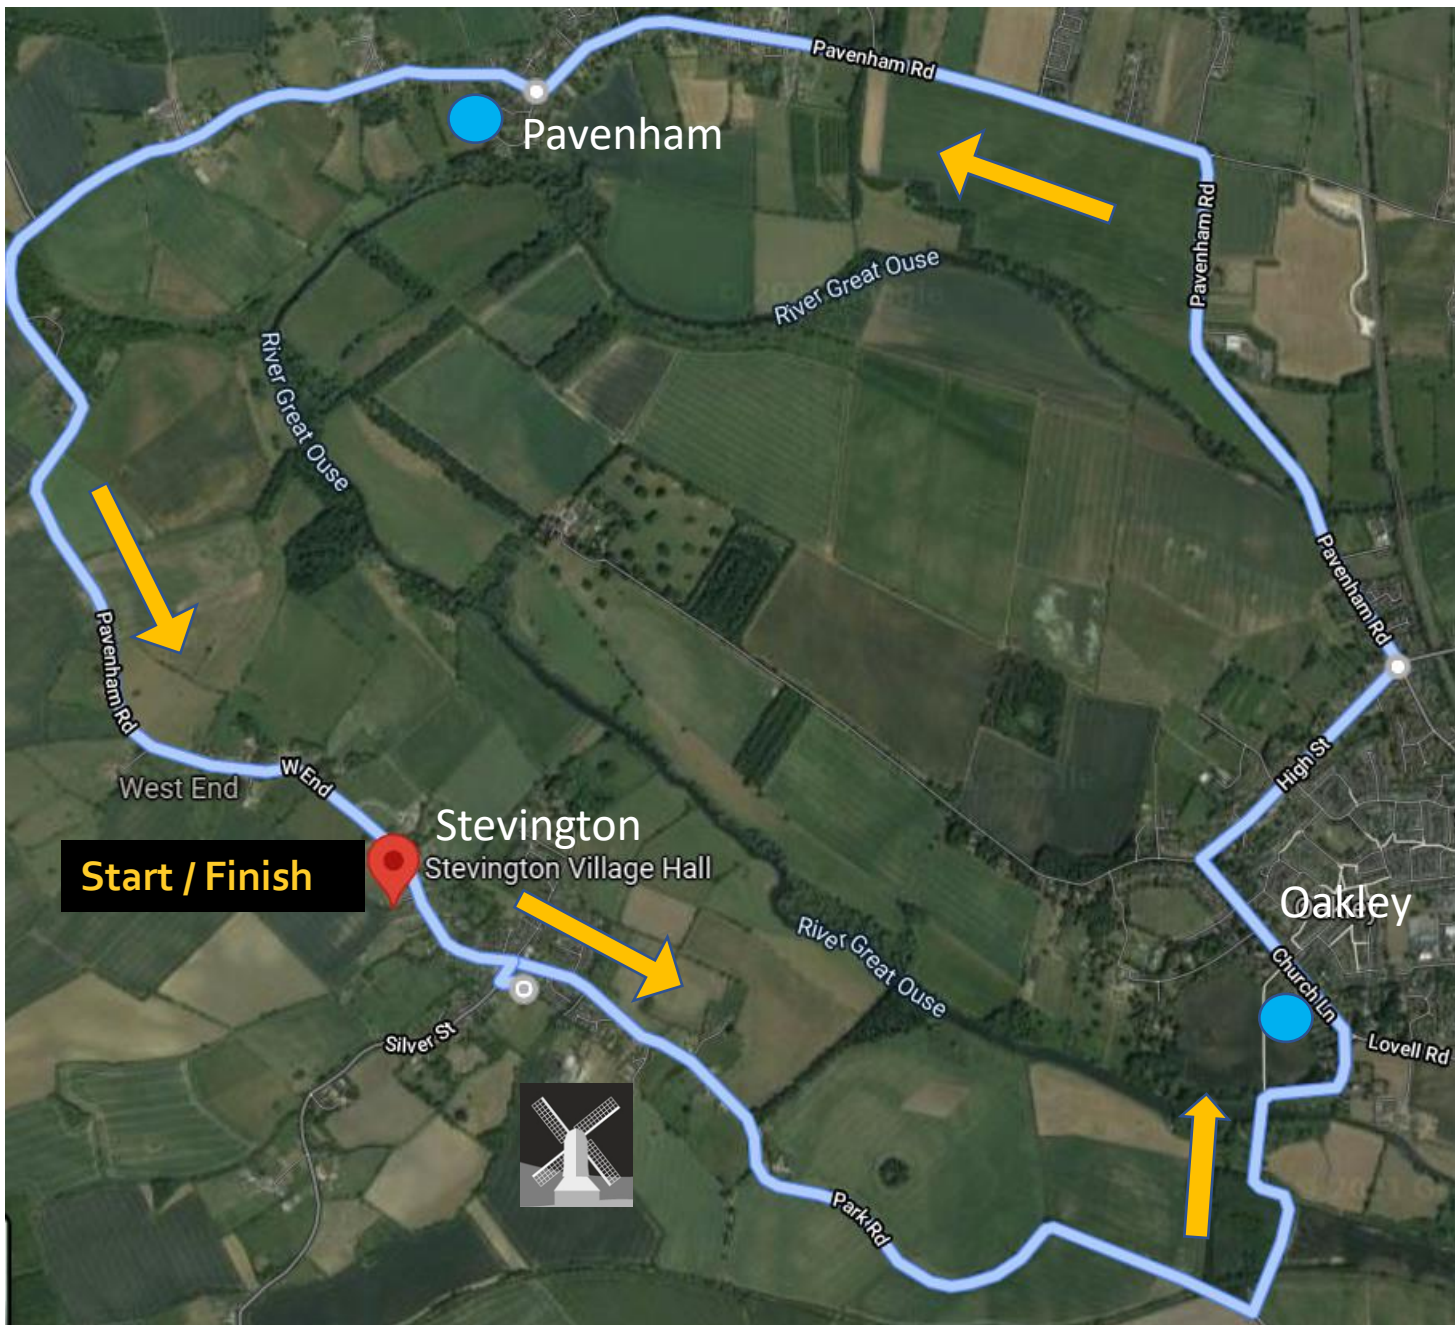 Pavenham Rd
Pavenham
Pavenham Rd
River Great Ouse
River Great Ouse
Pavenham Rd
Pavenham Rd
High St
W End
West End
Stevington
Start / Finish
Stevington Village Hall
Oakley
Oakley
River Great Ouse
Church Ln
Silver St
Lovell Rd
Park Rd